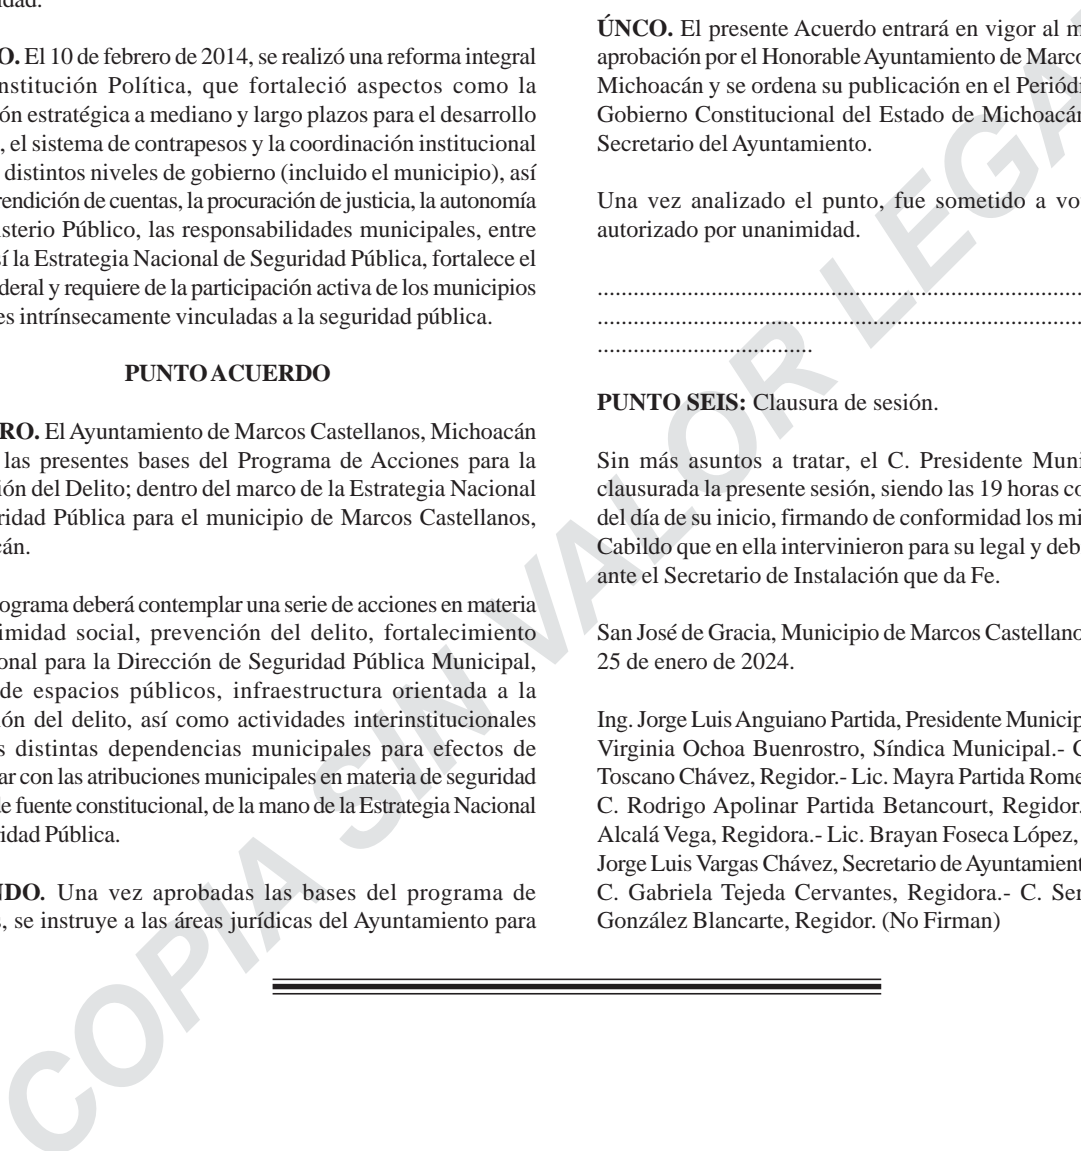 idad.
O. El 10 de febrero de 2014, se realizó una reforma integral
nstitución Política, que fortaleció aspectos como la
ón estratégica a mediano y largo plazos para el desarrollo
, el sistema de contrapesos y la coordinación institucional
distintos niveles de gobierno (incluido el municipio), así
rendición de cuentas, la procuración de justicia, la autonomía
isterio Público, las responsabilidades municipales, entre
sí la Estrategia Nacional de Seguridad Pública, fortalece el
deral y requiere de la participación activa de los municipios
es intrínsecamente vinculadas a la seguridad pública.
PUNTO ACUERDO
RO. El Ayuntamiento de Marcos Castellanos, Michoacán
las presentes bases del Programa de Acciones para la
ión del Delito; dentro del marco de la Estrategia Nacional
ridad Pública para el municipio de Marcos Castellanos,
cán.
ograma deberá contemplar una serie de acciones en materia
imidad social, prevención del delito, fortalecimiento
onal para la Dirección de Seguridad Pública Municipal,
de espacios públicos, infraestructura orientada a la
ión del delito, así como actividades interinstitucionales
s distintas dependencias municipales para efectos de
ar con las atribuciones municipales en materia de seguridad
de fuente constitucional, de la mano de la Estrategia Nacional
ridad Pública.
NDO. Una vez aprobadas las bases del programa de
s, se instruye a las áreas jurídicas del Ayuntamiento para
ÚNCO. El presente Acuerdo entrará en vigor al m
aprobación por el Honorable Ayuntamiento de Marco
Michoacán y se ordena su publicación en el Periódi
Gobierno Constitucional del Estado de Michoacán
Secretario del Ayuntamiento.
Una vez analizado el punto, fue sometido a vo
autorizado por unanimidad.
.................................................................................
.................................................................................
....................................
PUNTO SEIS: Clausura de sesión.
Sin más asuntos a tratar, el C. Presidente Muni
clausurada la presente sesión, siendo las 19 horas co
del día de su inicio, firmando de conformidad los mi
Cabildo que en ella intervinieron para su legal y deb
ante el Secretario de Instalación que da Fe.
San José de Gracia, Municipio de Marcos Castellano
25 de enero de 2024.
Ing. Jorge Luis Anguiano Partida, Presidente Municip
Virginia Ochoa Buenrostro, Síndica Municipal.- C
Toscano Chávez, Regidor.- Lic. Mayra Partida Rome
C. Rodrigo Apolinar Partida Betancourt, Regidor.
Alcalá Vega, Regidora.- Lic. Brayan Foseca López,
Jorge Luis Vargas Chávez, Secretario de Ayuntamient
C. Gabriela Tejeda Cervantes, Regidora.- C. Ser
González Blancarte, Regidor. (No Firman)
COPIA SIN VALOR LEGA